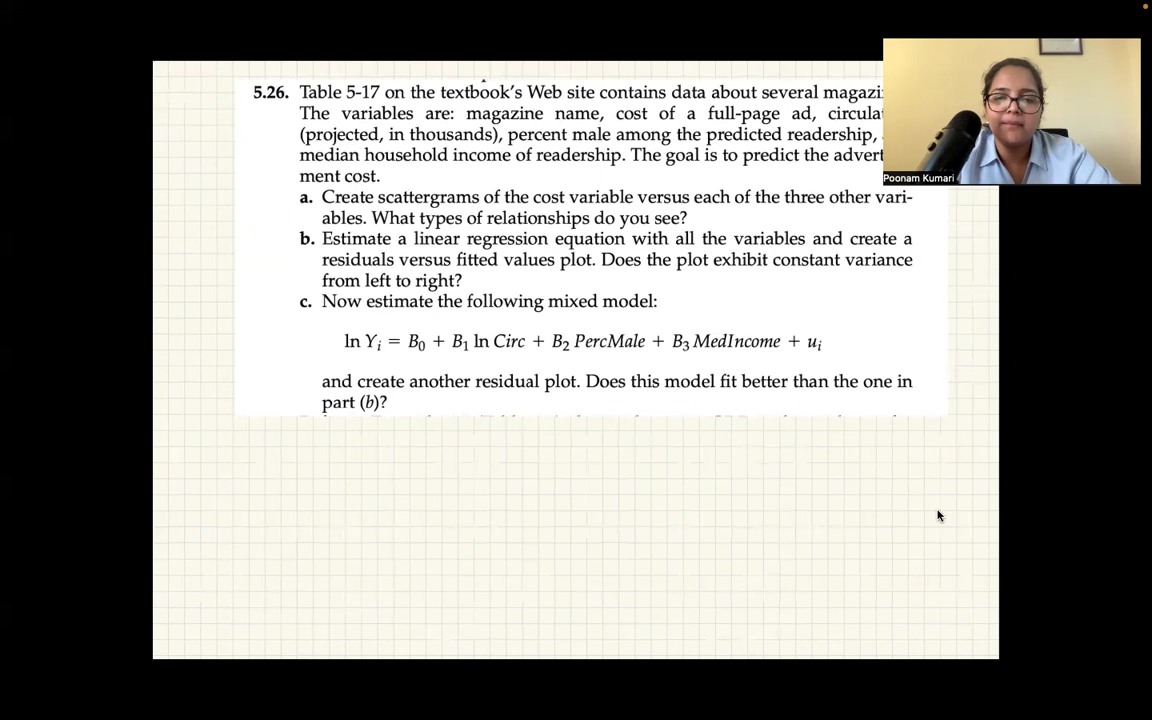 5.26. Table 5-17 on the textbook's Web site contains data about several
The variables are: magazine name, cost of a full-page ad,
(projected, in thousands), percent male among the predicted readership,
median household income of readership. The goal is to predict the
ment cost.
a. Create scattergrams of the cost variable versus each of the three other vari-
ables. What types of relationships do you see?
b. Estimate a linear regression equation with all the variables and create a
residuals versus fitted values plot. Does the plot exhibit constant variance
from left to right?
c. Now estimate the following mixed model:
ln Yi = B0 + B1 ln Circ + B2 PercMale + B3 MedIncome + ui
and create another residual plot. Does this model fit better than the one in
part (b)?
Poonam Kumari